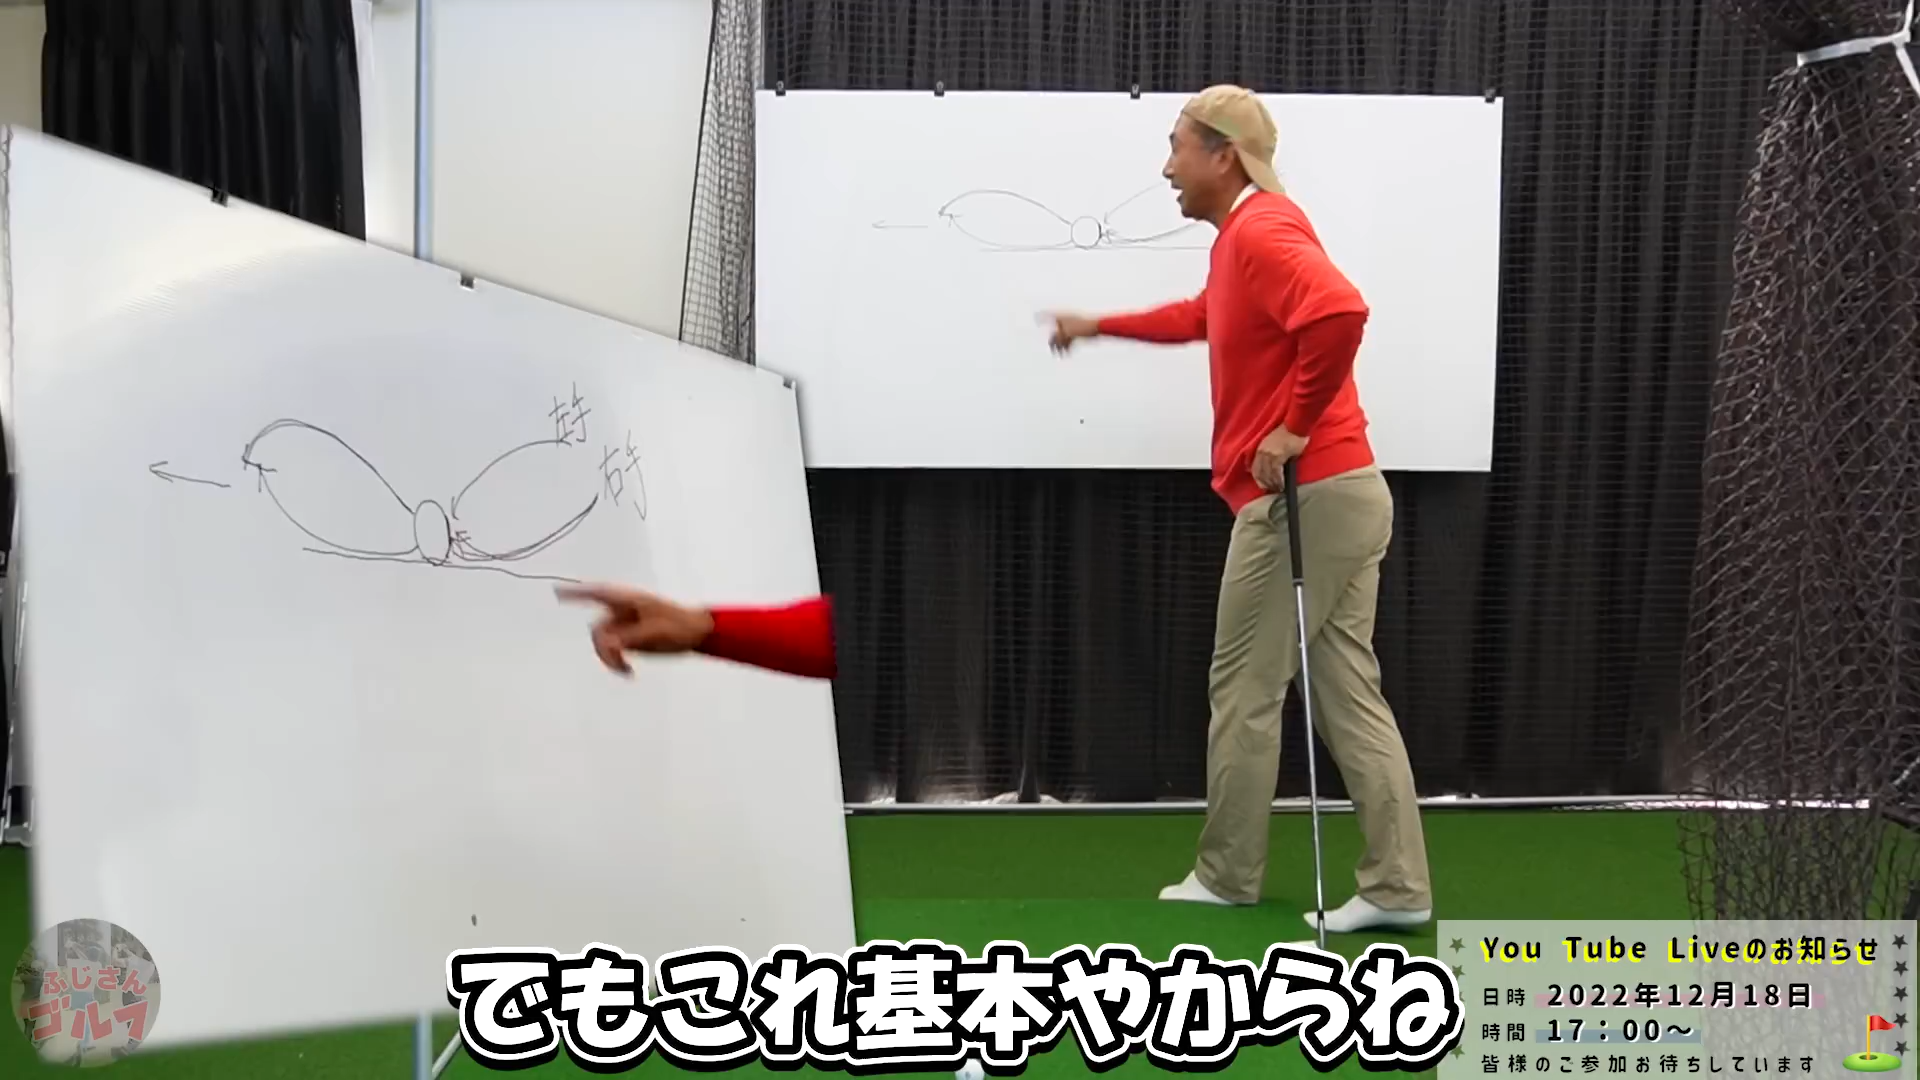 左手
右手
でもこれ基本やからね
ふじさん
ゴルフ
You Tube Liveのお知らせ
日時 2022年12月18日
時間 17:00～
皆様のご参加お待ちしています